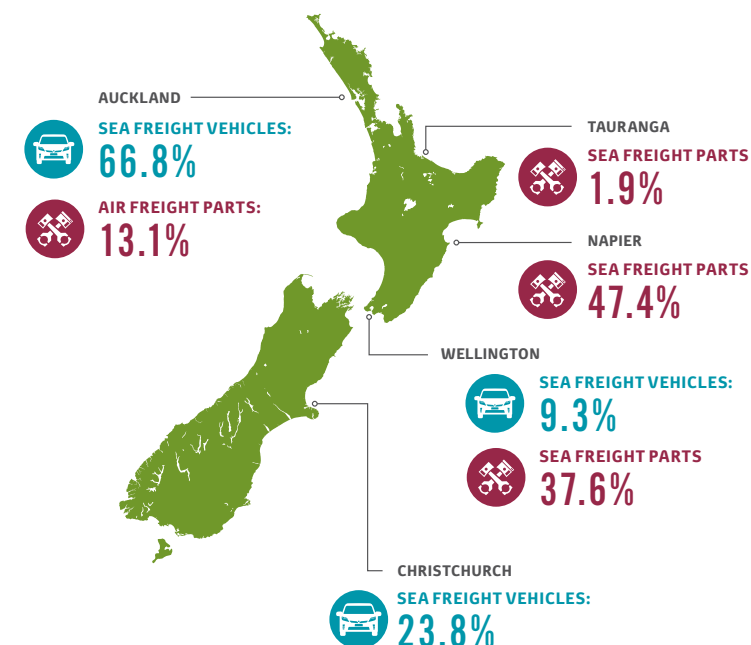 AUCKLAND
SEA FREIGHT VEHICLES:
66.8%
AIR FREIGHT PARTS:
13.1%
TAURANGA
SEA FREIGHT PARTS
1.9%
NAPIER
SEA FREIGHT PARTS
47.4%
WELLINGTON
SEA FREIGHT VEHICLES:
9.3%
SEA FREIGHT PARTS
37.6%
CHRISTCHURCH
SEA FREIGHT VEHICLES:
23.8%